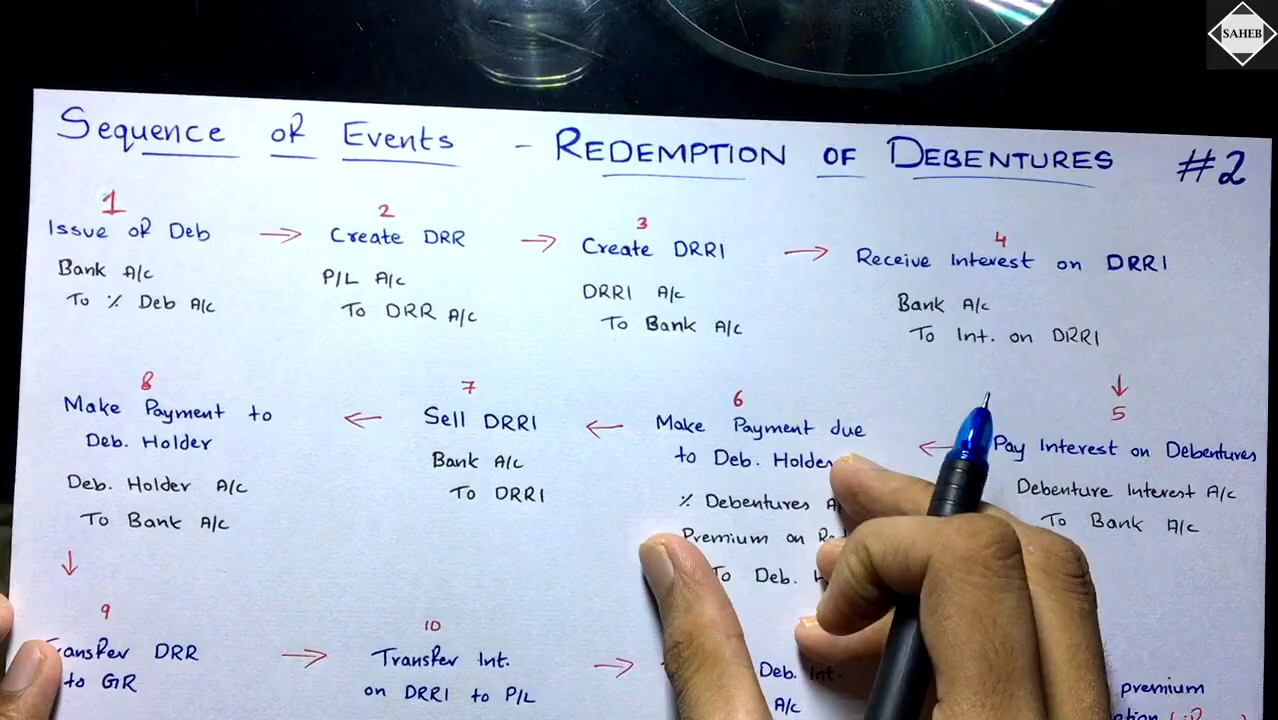 SAHEB
Sequence of Events - REDEMPTION OF DEBENTURES #2
1
Issue of Deb
Bank A/c
To % Deb A/c
→
2
Create DRR
P/L A/c
To DRR A/c
→
3
Create DRRI
DRRI A/c
To Bank A/c
→
4
Receive Interest on DRRI
Bank A/c
To Int. on DRRI
↓
5
Pay Interest on Debentures
Debenture Interest A/c
To Bank A/c
←
6
Make Payment due
to Deb. Holder
% Debentures
Premium on
To Deb.
←
7
Sell DRRI
Bank A/c
To DRRI
←
8
Make Payment to
Deb. Holder
Deb. Holder A/c
To Bank A/c
↓
9
Transfer DRR
to GR
→
10
Transfer Int.
on DRRI to P/L
→
Deb. Int.
A/c
premium